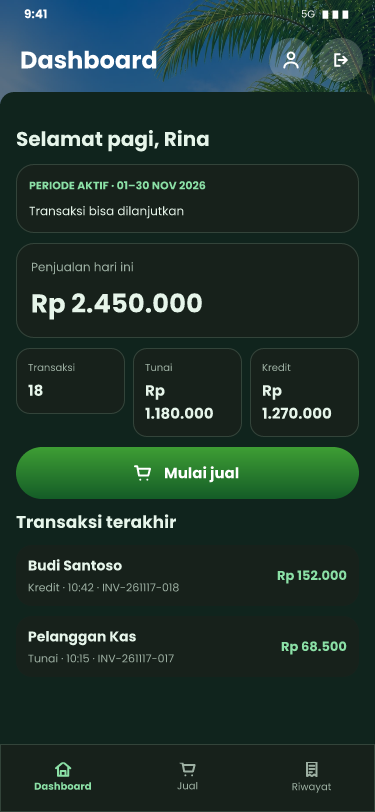 9:41
5G
Dashboard
Selamat pagi, Rina
PERIODE AKTIF · 01–30 NOV 2026
Transaksi bisa dilanjutkan
Penjualan hari ini
Rp 2.450.000
Transaksi
18
Tunai
Rp
1.180.000
Kredit
Rp
1.270.000
Mulai jual
Transaksi terakhir
Budi Santoso
Kredit · 10:42 · INV-261117-018
Rp 152.000
Pelanggan Kas
Tunai · 10:15 · INV-261117-017
Rp 68.500
Dashboard
Jual
Riwayat